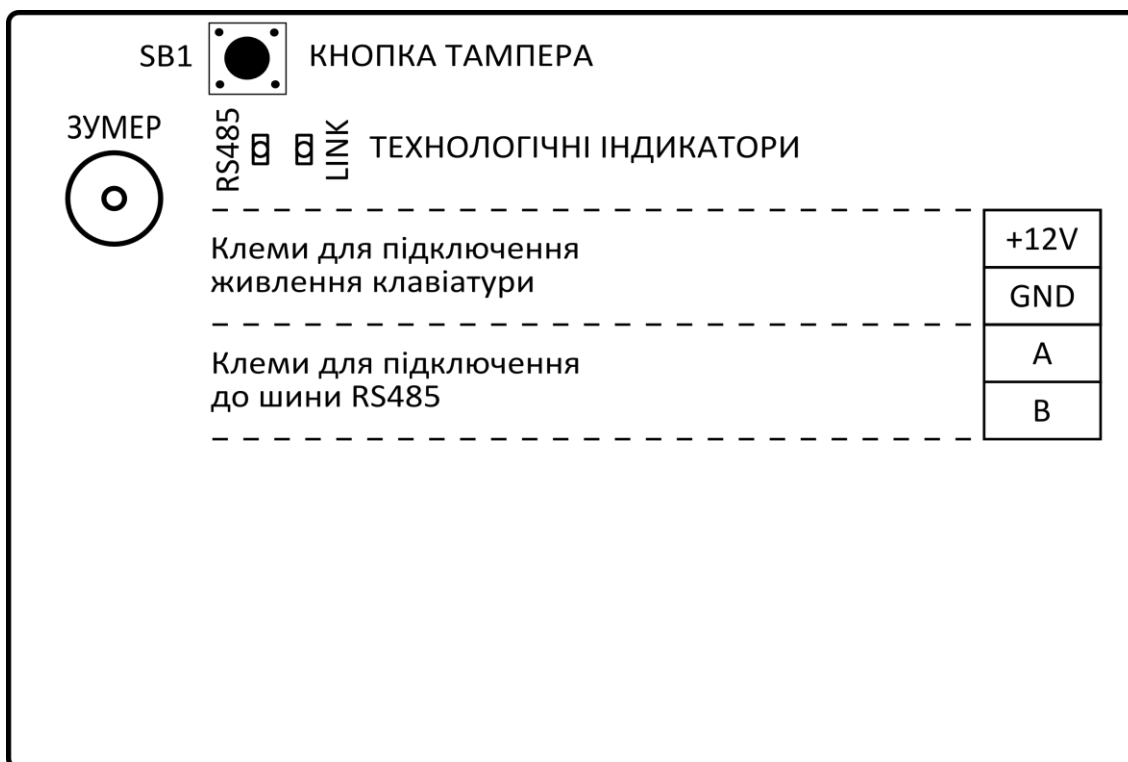 SB1 КНОПКА ТАМПЕРА
ЗУМЕР
RS485 LINK ТЕХНОЛОГІЧНІ ІНДИКАТОРИ
Клеми для підключення
живлення клавіатури
+12V
GND
Клеми для підключення
до шини RS485
A
B